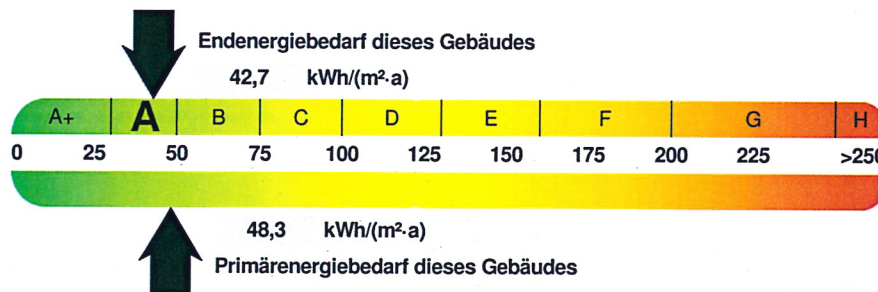 Endenergiebedarf dieses Gebäudes
42,7 kWh/(m²·a)
A+ A B C D E F G H
0 25 50 75 100 125 150 175 200 225 >250
48,3 kWh/(m²·a)
Primärenergiebedarf dieses Gebäudes